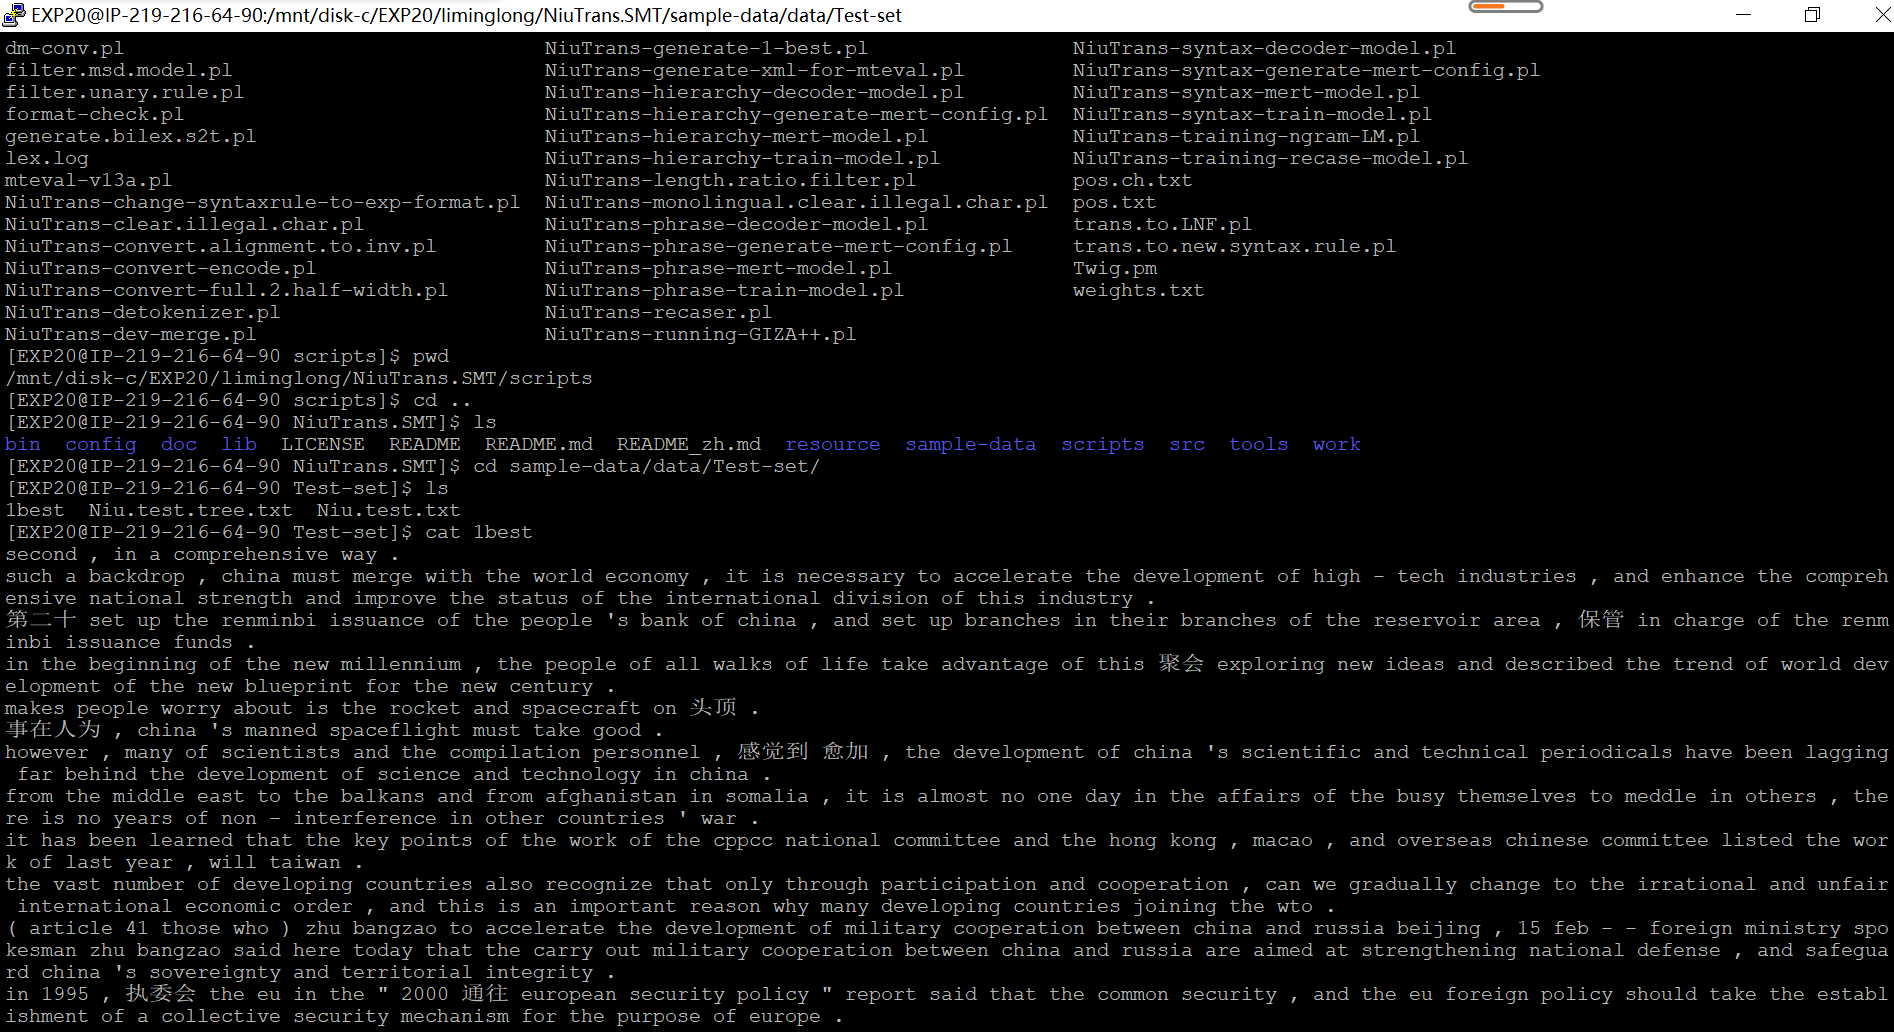 EXP20@IP-219-216-64-90:/mnt/disk-c/EXP20/liminglong/NiuTrans.SMT/sample-data/data/Test-set
dm-conv.pl NiuTrans-generate-1-best.pl NiuTrans-syntax-decoder-model.pl
filter.msd.model.pl NiuTrans-generate-xml-for-mteval.pl NiuTrans-syntax-generate-mert-config.pl
filter.unary.rule.pl NiuTrans-hierarchy-decoder-model.pl NiuTrans-syntax-mert-model.pl
format-check.pl NiuTrans-hierarchy-generate-mert-config.pl NiuTrans-syntax-train-model.pl
generate.bilex.s2t.pl NiuTrans-hierarchy-mert-model.pl NiuTrans-training-ngram-LM.pl
lex.log NiuTrans-hierarchy-train-model.pl NiuTrans-training-recase-model.pl
mteval-v13a.pl NiuTrans-length.ratio.filter.pl pos.ch.txt
NiuTrans-change-syntaxrule-to-exp-format.pl NiuTrans-monolingual.clear.illegal.char.pl pos.txt
NiuTrans-clear.illegal.char.pl NiuTrans-phrase-decoder-model.pl trans.to.LNF.pl
NiuTrans-convert.alignment.to.inv.pl NiuTrans-phrase-generate-mert-config.pl trans.to.new.syntax.rule.pl
NiuTrans-convert-encode.pl NiuTrans-phrase-mert-model.pl Twig.pm
NiuTrans-convert-full.2.half-width.pl NiuTrans-phrase-train-model.pl weights.txt
NiuTrans-detokenizer.pl NiuTrans-recaser.pl
NiuTrans-dev-merge.pl NiuTrans-running-GIZA++.pl
[EXP20@IP-219-216-64-90 scripts]$ pwd
/mnt/disk-c/EXP20/liminglong/NiuTrans.SMT/scripts
[EXP20@IP-219-216-64-90 scripts]$ cd ..
[EXP20@IP-219-216-64-90 NiuTrans.SMT]$ ls
bin config doc lib LICENSE README README.md README_zh.md resource sample-data scripts src tools work
[EXP20@IP-219-216-64-90 NiuTrans.SMT]$ cd sample-data/data/Test-set/
[EXP20@IP-219-216-64-90 Test-set]$ ls
1best Niu.test.tree.txt Niu.test.txt
[EXP20@IP-219-216-64-90 Test-set]$ cat 1best
second , in a comprehensive way .
such a backdrop , china must merge with the world economy , it is necessary to accelerate the development of high - tech industries , and enhance the compreh
ensive national strength and improve the status of the international division of this industry .
第二十 set up the renminbi issuance of the people 's bank of china , and set up branches in their branches of the reservoir area , 保管 in charge of the renm
inbi issuance funds .
in the beginning of the new millennium , the people of all walks of life take advantage of this 聚会 exploring new ideas and described the trend of world dev
elopment of the new blueprint for the new century .
makes people worry about is the rocket and spacecraft on 头顶 .
事在人为 , china 's manned spaceflight must take good .
however , many of scientists and the compilation personnel , 感觉到 愈加 , the development of china 's scientific and technical periodicals have been lagging
far behind the development of science and technology in china .
from the middle east to the balkans and from afghanistan in somalia , it is almost no one day in the affairs of the busy themselves to meddle in others , the
re is no years of non - interference in other countries ' war .
it has been learned that the key points of the work of the cppcc national committee and the hong kong , macao , and overseas chinese committee listed the wor
k of last year , will taiwan .
the vast number of developing countries also recognize that only through participation and cooperation , can we gradually change to the irrational and unfair
international economic order , and this is an important reason why many developing countries joining the wto .
( article 41 those who ) zhu bangzao to accelerate the development of military cooperation between china and russia beijing , 15 feb - - foreign ministry spo
kesman zhu bangzao said here today that the carry out military cooperation between china and russia are aimed at strengthening national defense , and safegua
rd china 's sovereignty and territorial integrity .
in 1995 , 执委会 the eu in the " 2000 通往 european security policy " report said that the common security , and the eu foreign policy should take the establ
ishment of a collective security mechanism for the purpose of europe .